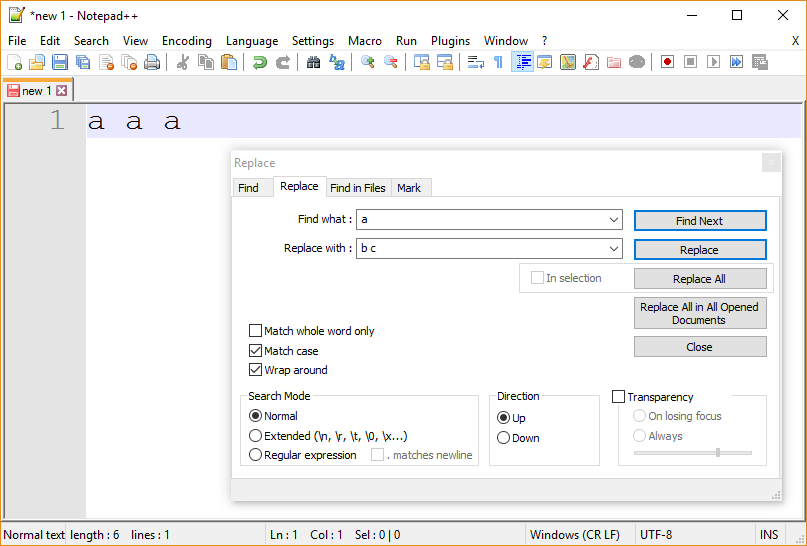 *new 1 - Notepad++
File Edit Search View Encoding Language Settings Macro Run Plugins Window ? X
new 1
1 a a a
Replace
Find Replace Find in Files Mark
Find what : a Find Next
Replace with : b c Replace
In selection Replace All
Replace All in All Opened
Documents
Match whole word only
Match case Close
Wrap around
Search Mode Direction Transparency
Normal Up On losing focus
Extended (\n, \r, \t, \0, \x...) Down Always
Regular expression . matches newline
Normal text length : 6 lines : 1 Ln : 1 Col : 1 Sel : 0 | 0 Windows (CR LF) UTF-8 INS